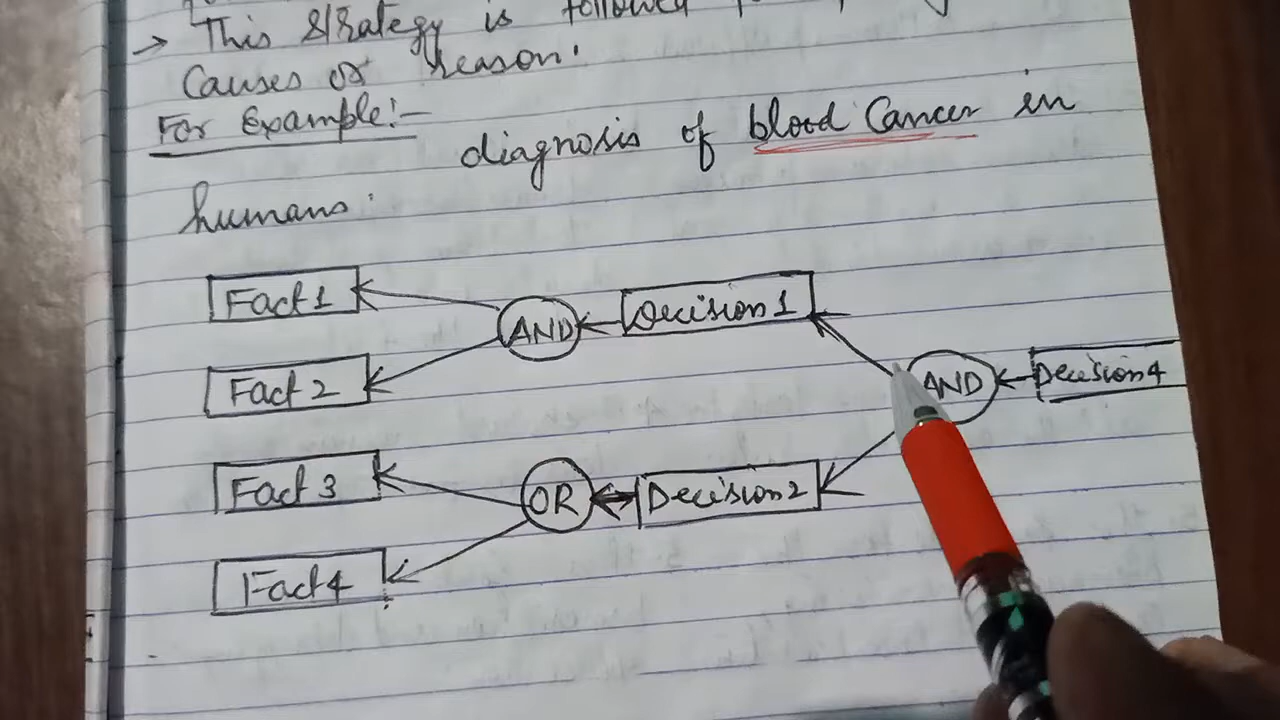 → This strategy is followed
Causes or reason.
For Example:-
diagnosis of blood Cancer in
humans.
Fact 1
AND
Decision 1
Fact 2
AND
Decision 4
Fact 3
OR
Decision 2
Fact 4